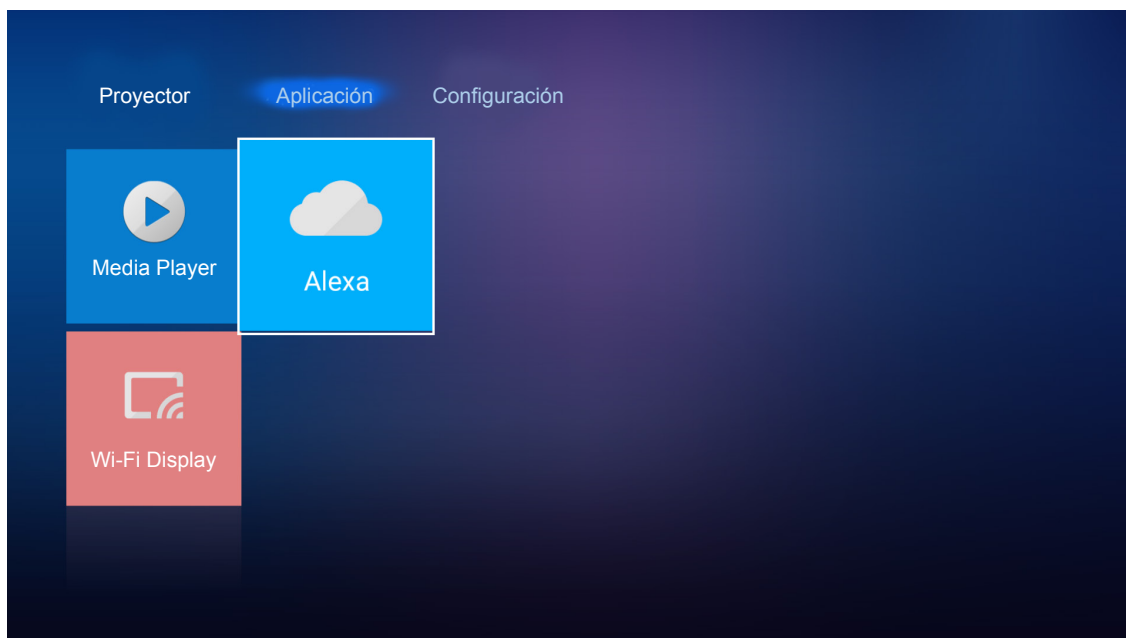 Proyector Aplicación Configuración
Media Player
Alexa
Wi-Fi Display